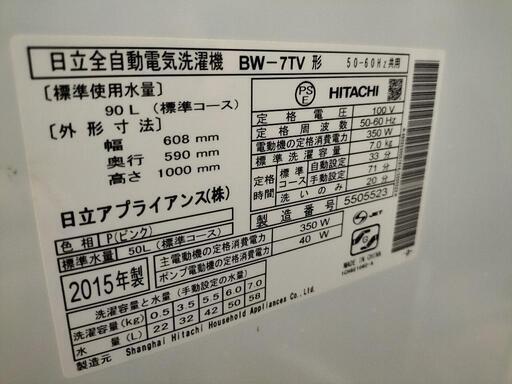 日立全自動電気洗濯機 BW-7TV 形 50-60Hz共用
〔標準使用水量〕
90L (標準コース)
〔外形寸法〕
幅 608 mm
奥行 590 mm
高さ 1000 mm
日立アプライアンス(株)
PS
E
HITACHI
定格電圧 100 V
定格周波数 50-60 Hz
電動機の定格消費電力 350 W
標準洗濯容量 7.0 kg
定格時間 標準コース 自動設定 33 分
手動設定 71 分
洗いのみ 20 分
製造番号 5505523
JET
S
MADE IN CHINA
色相 P(ピンク)
標準水量 50L (標準コース)
2015年製
主電動機の定格消費電力 350 W
ポンプ電動機の定格消費電力 40 W
洗濯容量と水量 (手動設定の水量)
洗濯容量(kg) 0.5 3.5 5.5 6.0 7.0
水量(L) 22 32 42 50 58
製造元 Shanghai Hitachi Household Appliances Co., Ltd.